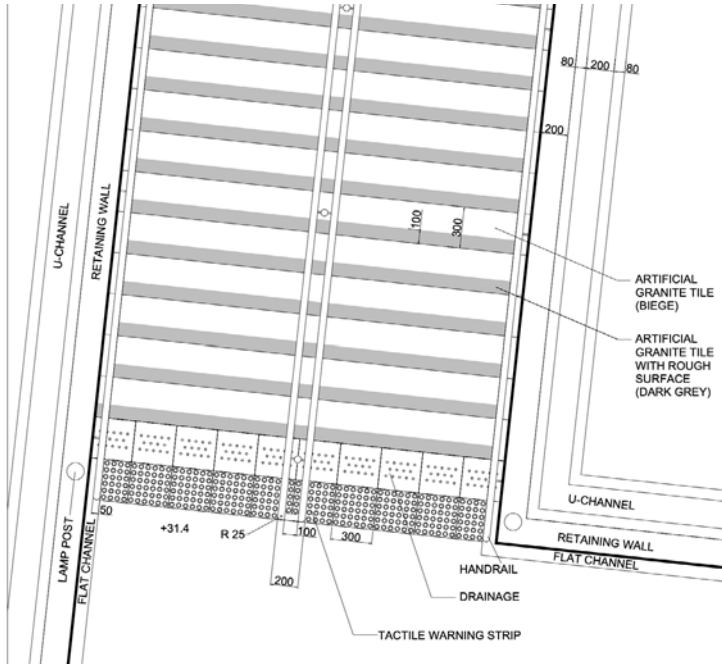 80
200
80
200
U-CHANNEL
RETAINING WALL
100
300
ARTIFICIAL
GRANITE TILE
(BIEGE)
ARTIFICIAL
GRANITE TILE
WITH ROUGH
SURFACE
(DARK GREY)
LAMP POST
FLAT CHANNEL
50
+31.4
R 25
100
300
200
U-CHANNEL
RETAINING WALL
FLAT CHANNEL
HANDRAIL
DRAINAGE
TACTILE WARNING STRIP